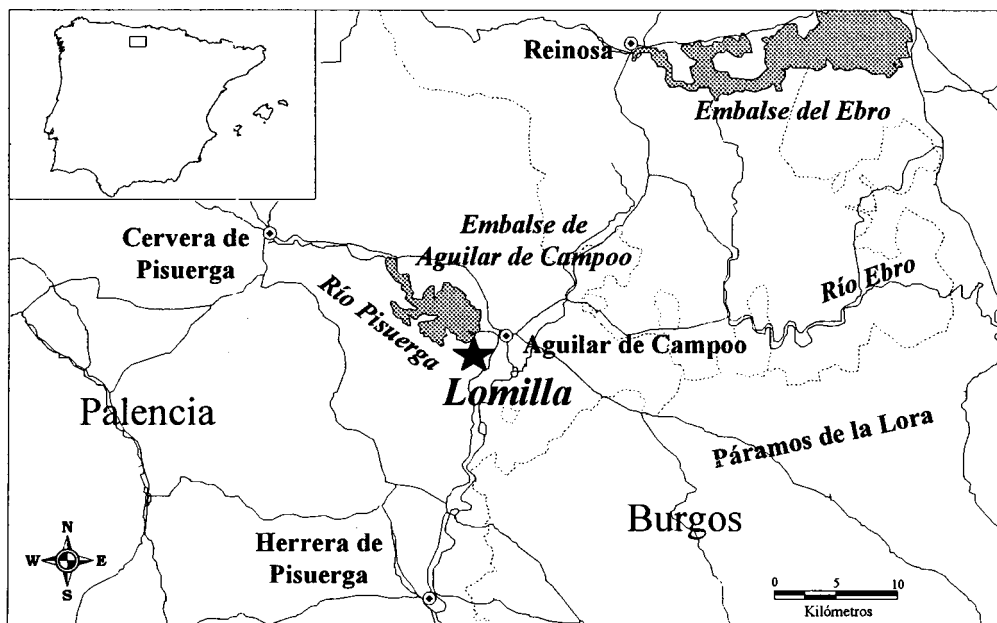 Reinosa
Embalse del Ebro
Cervera de
Pisuerga
Embalse de
Aguilar de Campoo
Río Ebro
Río Pisuerga
Aguilar de Campoo
Lomilla
Palencia
Páramos de la Lora
Burgos
Herrera de
Pisuerga
N
W E
S
0 5 10
Kilómetros